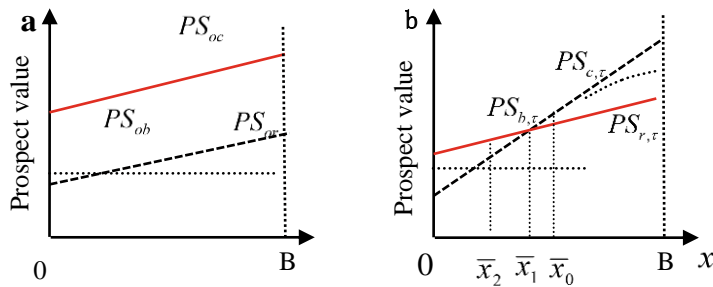 a
Prospect value
PS_oc
PS_ob
PS_or
0
B
b
Prospect value
PS_c,τ
PS_b,τ
PS_r,τ
0
x̅_2
x̅_1
x̅_0
B
x